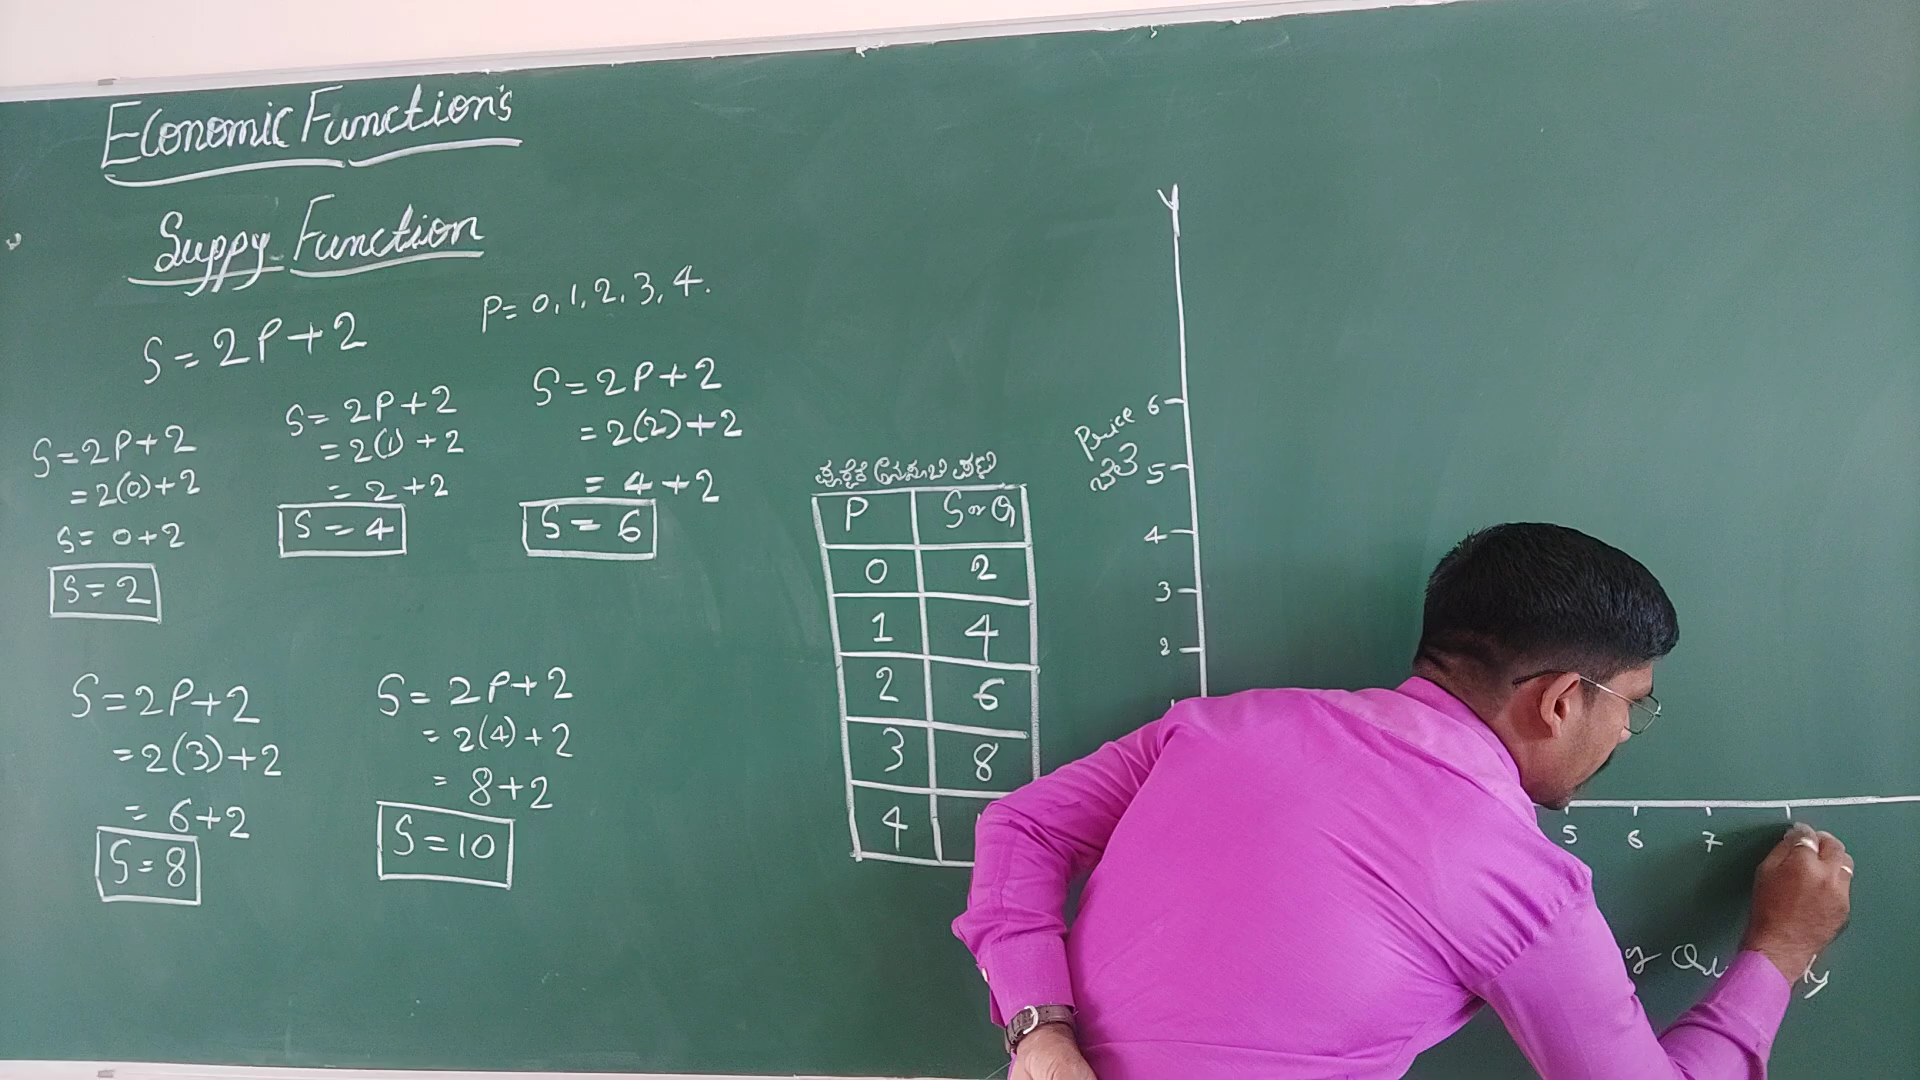 Economic Function's
Suppy Function
S = 2P + 2
P = 0, 1, 2, 3, 4.
S = 2P + 2
= 2(0) + 2
S = 0 + 2
S = 2
S = 2P + 2
= 2(1) + 2
= 2 + 2
S = 4
S = 2P + 2
= 2(2) + 2
= 4 + 2
S = 6
S = 2P + 2
= 2(3) + 2
= 6 + 2
S = 8
S = 2P + 2
= 2(4) + 2
= 8 + 2
S = 10
P S or Q
0 2
1 4
2 6
3 8
4
Y
Price
ಬೆಲೆ
6
5
4
3
2
5 6 7